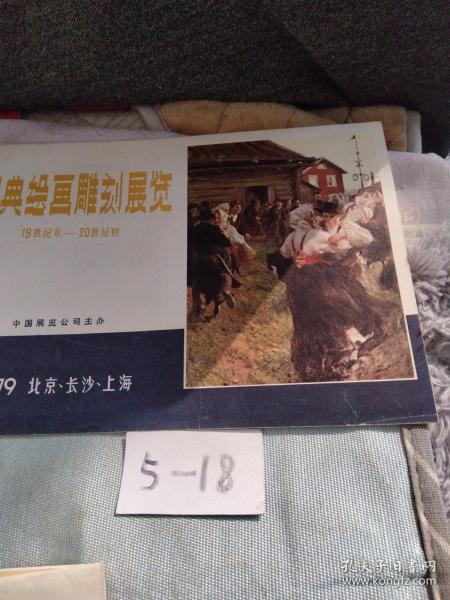 典绘画雕刻展览
19世纪末—20世纪初
中国展览公司主办
79 北京、长沙、上海
5-18
孔夫子旧书网
www.kongfz.com